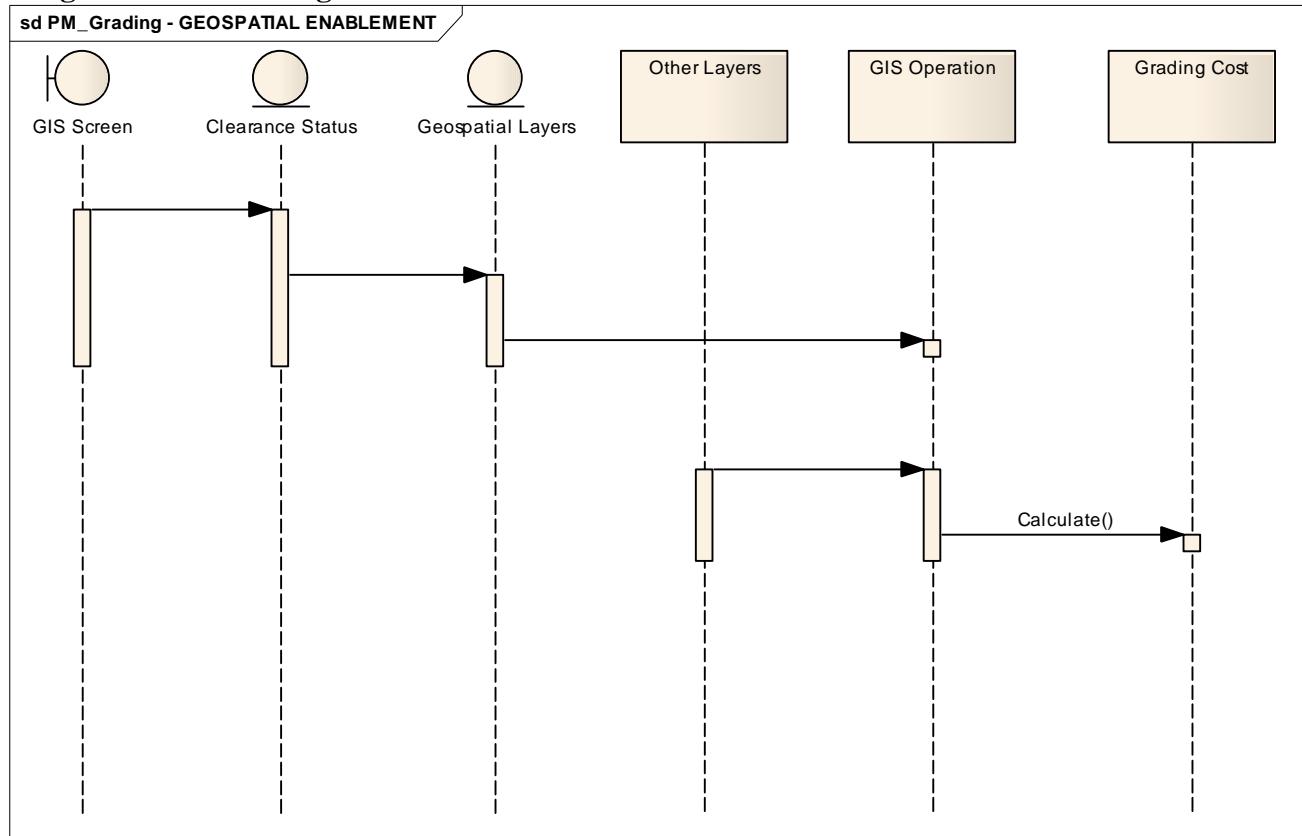 sd PM_Grading - GEOSPATIAL ENABLEMENT
GIS Screen
Clearance Status
Geospatial Layers
Other Layers
GIS Operation
Grading Cost
Calculate()